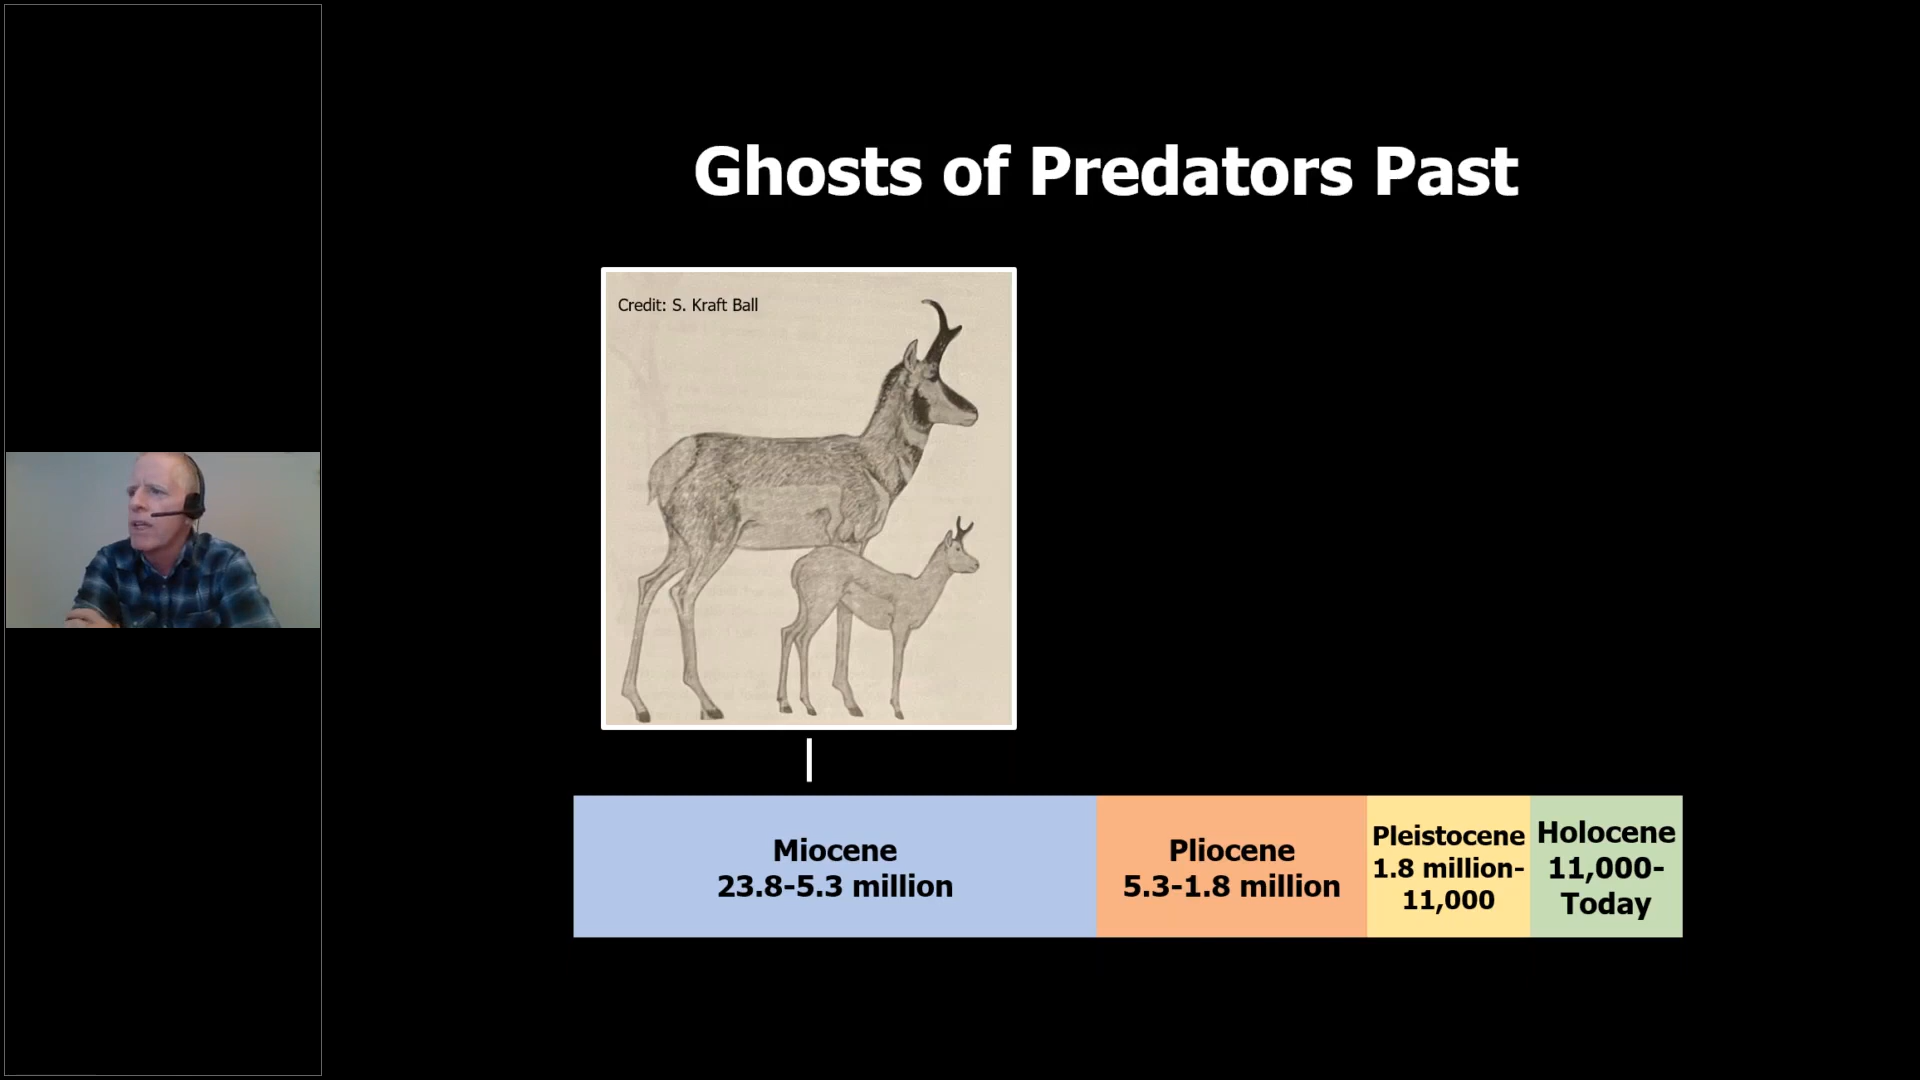 Ghosts of Predators Past
Credit: S. Kraft Ball
Miocene
23.8-5.3 million
Pliocene
5.3-1.8 million
Pleistocene
1.8 million-
11,000
Holocene
11,000-
Today